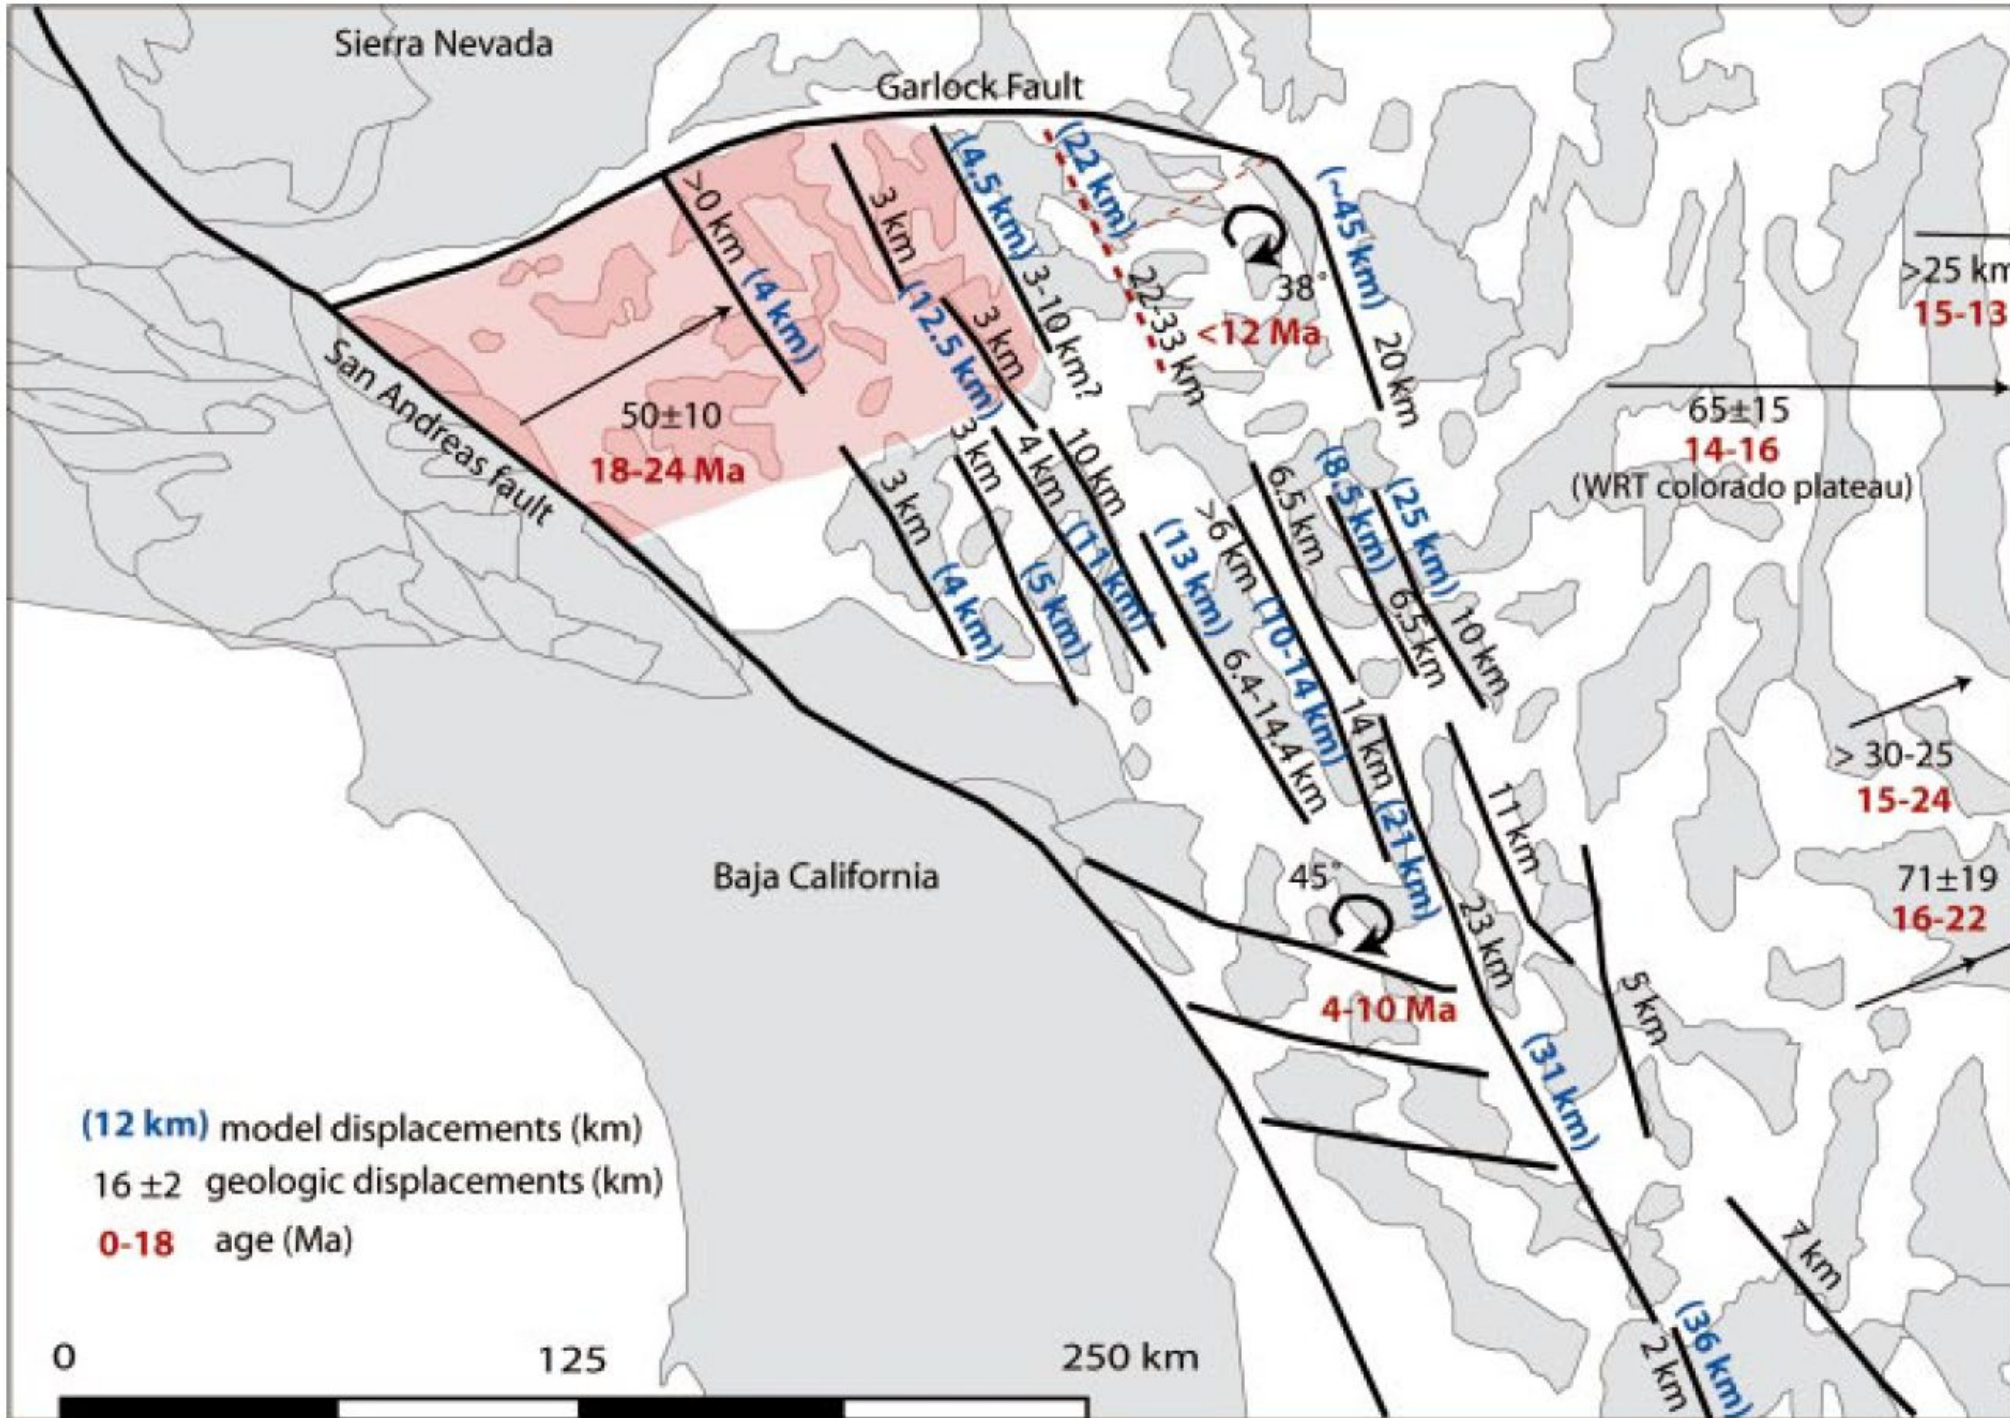 Sierra Nevada
Garlock Fault
San Andreas fault
>0 km
(4 km)
3 km
(12.5 km)
3 km
(4.5 km)
3-10 km?
(22 km)
22-33 km
38°
<12 Ma
(~45 km)
20 km
>25 km
15-13
65±15
14-16
(WRT colorado plateau)
50±10
18-24 Ma
3 km
(4 km)
3 km
(5 km)
4 km
(11 km)
10 km
(13 km)
6.4-14.4 km
>6 km
(10-14 km)
6.5 km
(8.5 km)
6.5 km
(25 km)
10 km
14 km
(21 km)
11 km
23 km
> 30-25
15-24
71±19
16-22
Baja California
45°
4-10 Ma
5 km
(31 km)
7 km
2 km
(36 km)
(12 km) model displacements (km)
16 ±2 geologic displacements (km)
0-18 age (Ma)
0 125 250 km